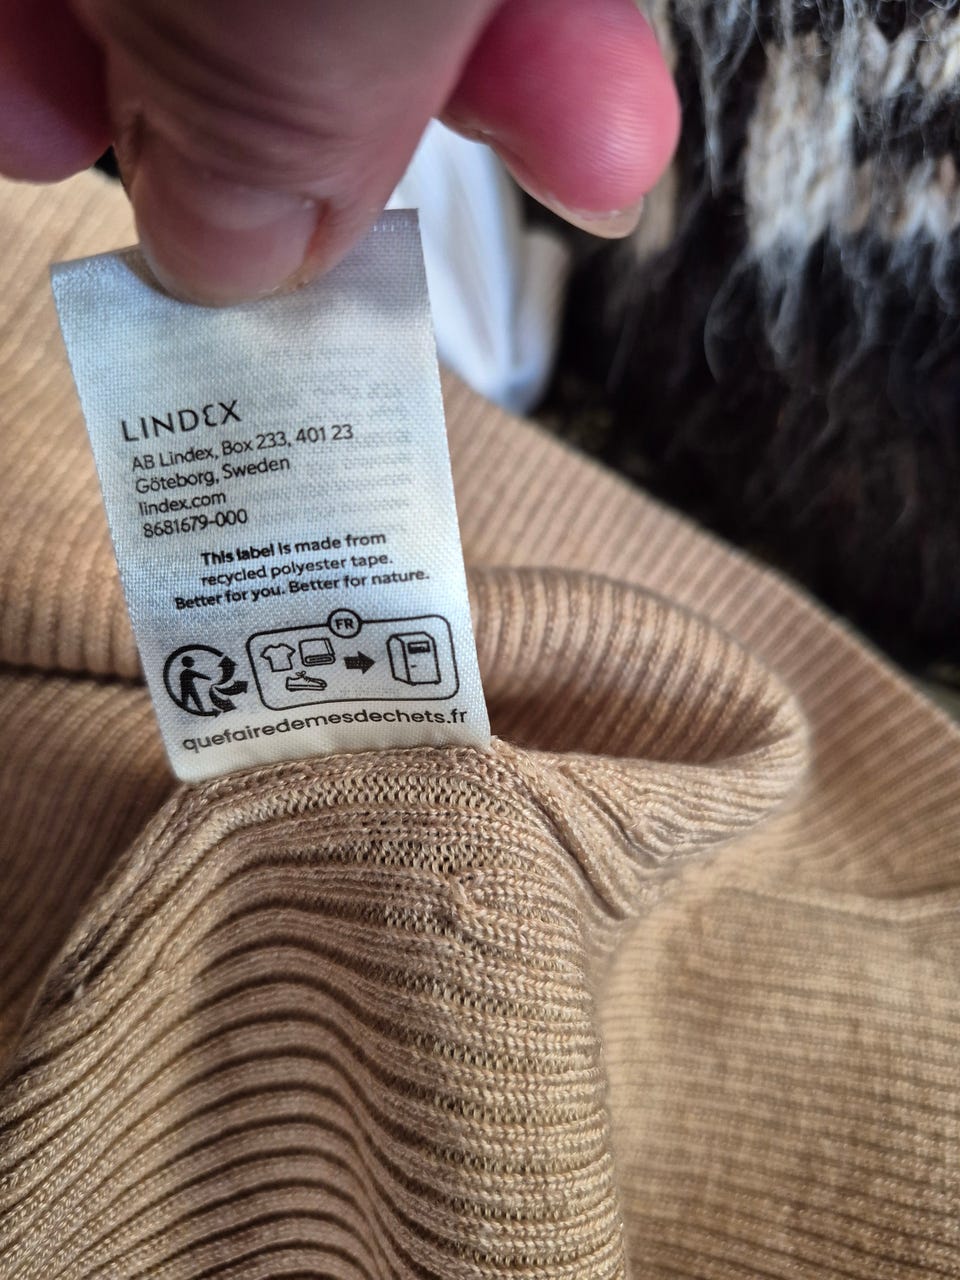 LINDEX
AB Lindex, Box 233, 401 23
Göteborg, Sweden
lindex.com
8681679-000
This label is made from
recycled polyester tape.
Better for you. Better for nature.
FR
quefairedemesdechets.fr